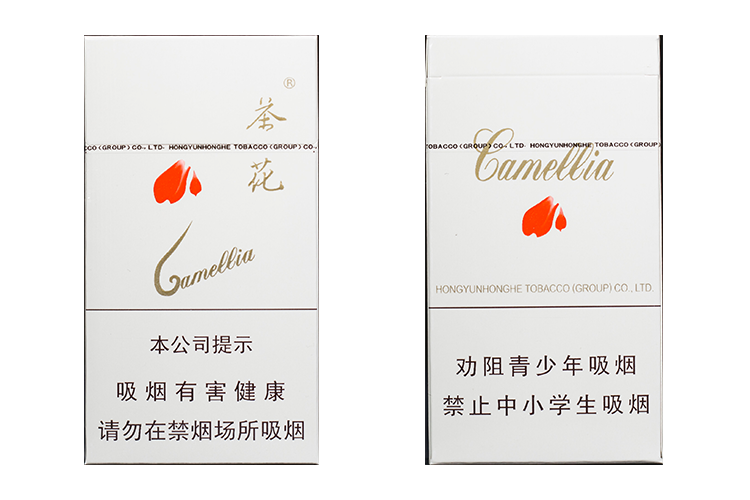 ®
茶
花
CO (GROUP) CO., LTD· HONGYUNHONGHE TOBACCO (GROUP) CO.,
Camellia
本公司提示
吸烟有害健康
请勿在禁烟场所吸烟
OBACCO (GROUP) CO., LTD· HONGYUNHONGHE TOBACCO (GROUP) CO.
Camellia
HONGYUNHONGHE TOBACCO (GROUP) CO., LTD.
劝阻青少年吸烟
禁止中小学生吸烟